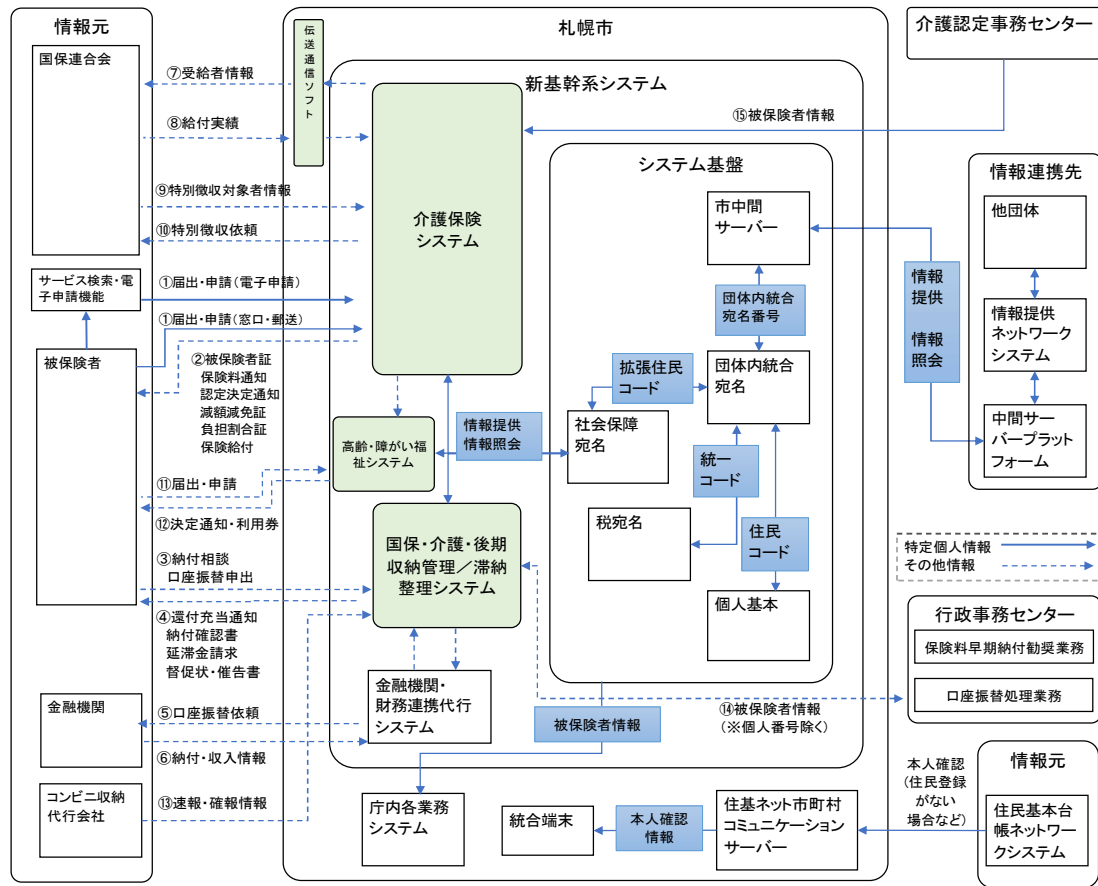 情報元
国保連合会
⑦受給者情報
⑧給付実績
⑨特別徴収対象者情報
⑩特別徴収依頼
サービス検索・電
子申請機能
①届出・申請(電子申請)
①届出・申請(窓口・郵送)
被保険者
②被保険者証
保険料通知
認定決定通知
減額減免証
負担割合証
保険給付
⑪届出・申請
⑫決定通知・利用券
③納付相談
口座振替申出
④還付充当通知
納付確認書
延滞金請求
督促状・催告書
金融機関
⑤口座振替依頼
⑥納付・収入情報
コンビニ収納
代行会社
⑬速報・確報情報
札幌市
伝送通信ソフト
新基幹系システム
介護保険
システム
高齢・障がい福
祉システム
国保・介護・後期
収納管理/滞納
整理システム
金融機関・
財務連携代行
システム
情報提供
情報照会
システム基盤
市中間
サーバー
団体内統合
宛名番号
団体内統合
宛名
拡張住民
コード
社会保障
宛名
統一
コード
税宛名
住民
コード
個人基本
被保険者情報
庁内各業務
システム
統合端末
本人確認
情報
住基ネット市町村
コミュニケーション
サーバー
介護認定事務センター
⑮被保険者情報
情報連携先
他団体
情報提供
ネットワーク
システム
中間サー
バープラット
フォーム
情報
提供
情報
照会
特定個人情報
その他情報
行政事務センター
保険料早期納付勧奨業務
口座振替処理業務
⑭被保険者情報
(※個人番号除く)
情報元
住民基本台
帳ネットワー
クシステム
本人確認
(住民登録
がない
場合など)